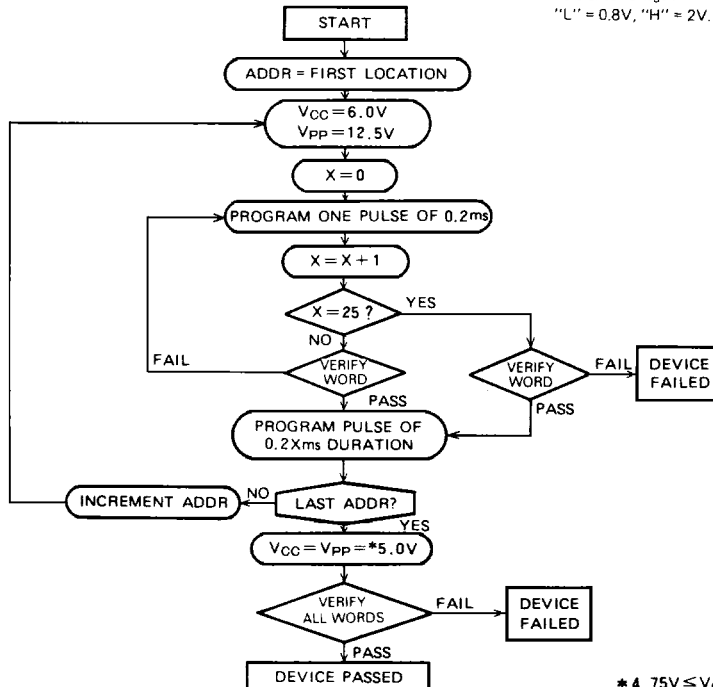 "L" = 0.8V, "H" = 2V.
START
ADDR = FIRST LOCATION
VCC = 6.0V
VPP = 12.5V
X = 0
PROGRAM ONE PULSE OF 0.2ms
X = X + 1
X = 25 ?
YES
NO
FAIL
VERIFY
WORD
PASS
VERIFY
WORD
FAIL
PASS
DEVICE
FAILED
PROGRAM PULSE OF
0.2Xms DURATION
INCREMENT ADDR
NO
LAST ADDR?
YES
VCC = VPP = *5.0V
VERIFY
ALL WORDS
FAIL
DEVICE
FAILED
PASS
DEVICE PASSED
*4.75V ≤